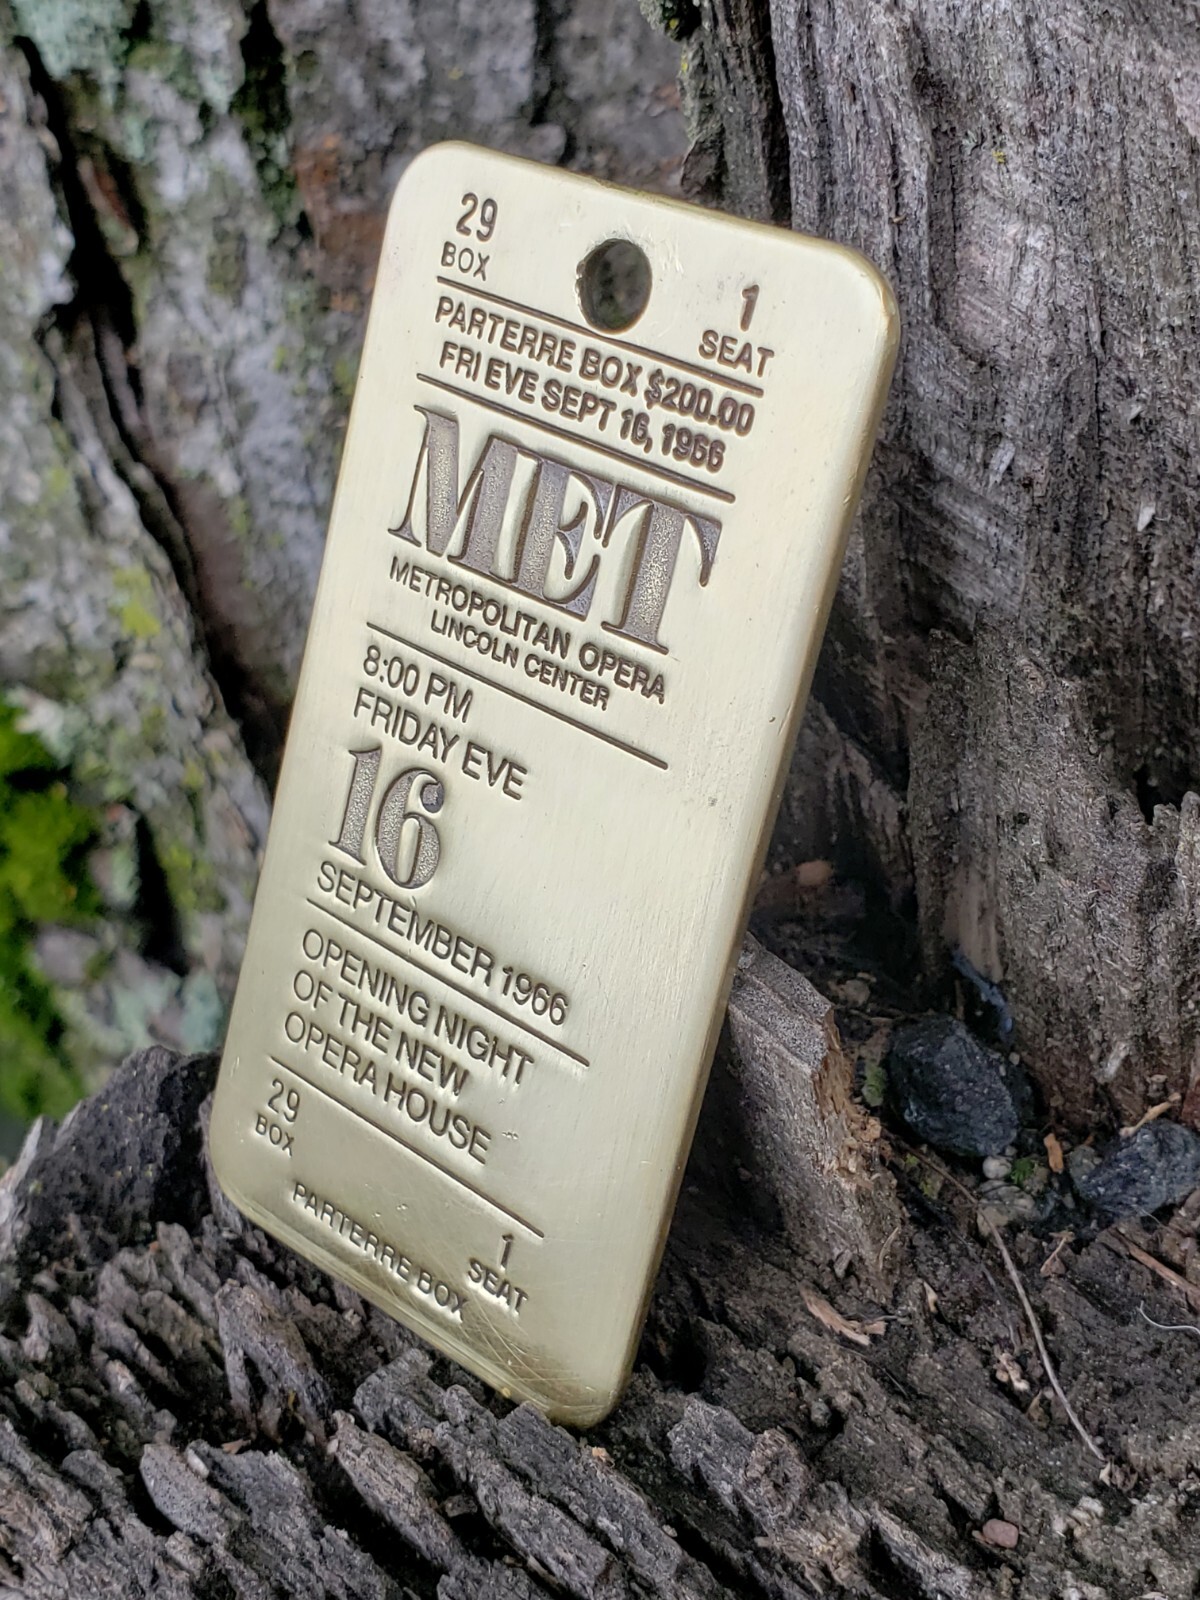 29
BOX
1
SEAT
PARTERRE BOX $200.00
FRI EVE SEPT 16, 1966
MET
METROPOLITAN OPERA
LINCOLN CENTER
8:00 PM
FRIDAY EVE
16
SEPTEMBER 1966
OPENING NIGHT
OF THE NEW
OPERA HOUSE
29
BOX
1
SEAT
PARTERRE BOX